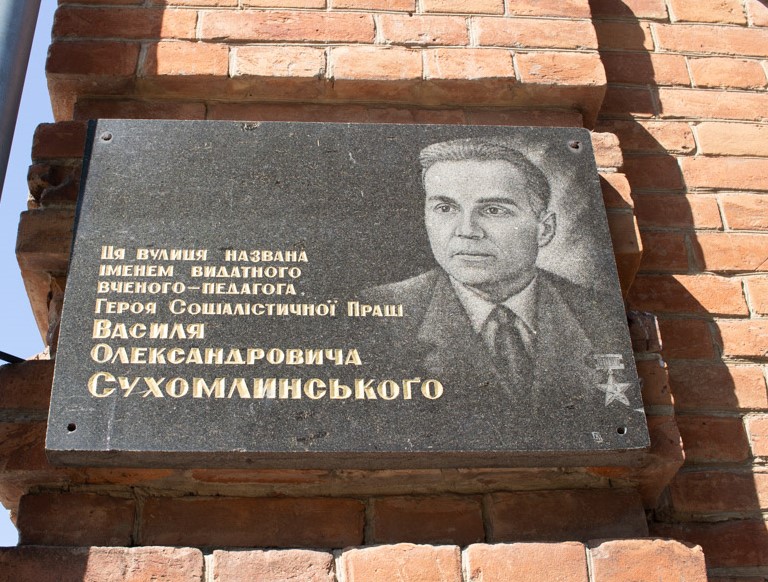 Ця вулиця названа
іменем видатного
вченого-педагога
Героя Соціалістичної Праці
Василя
Олександровича
Сухомлинського